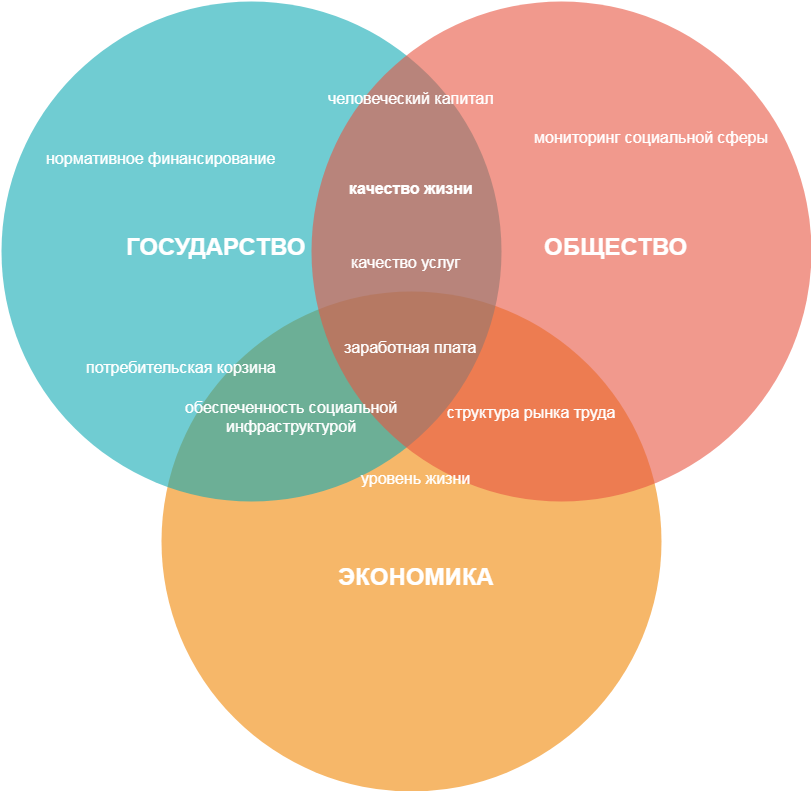 человеческий капитал
мониторинг социальной сферы
нормативное финансирование
качество жизни
ГОСУДАРСТВО
ОБЩЕСТВО
качество услуг
заработная плата
потребительская корзина
обеспеченность социальной
инфраструктурой
структура рынка труда
уровень жизни
ЭКОНОМИКА